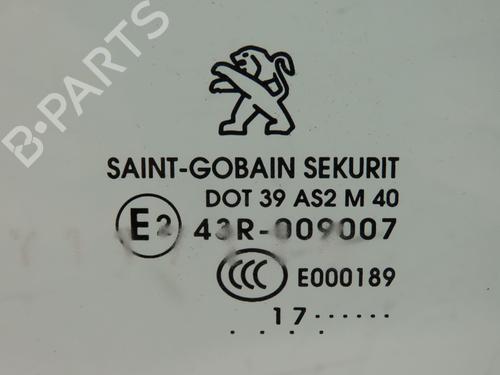 B-PARTS
SAINT-GOBAIN SEKURIT
DOT 39 AS2 M 40
E2 43R-009007
CCC E000189
17......